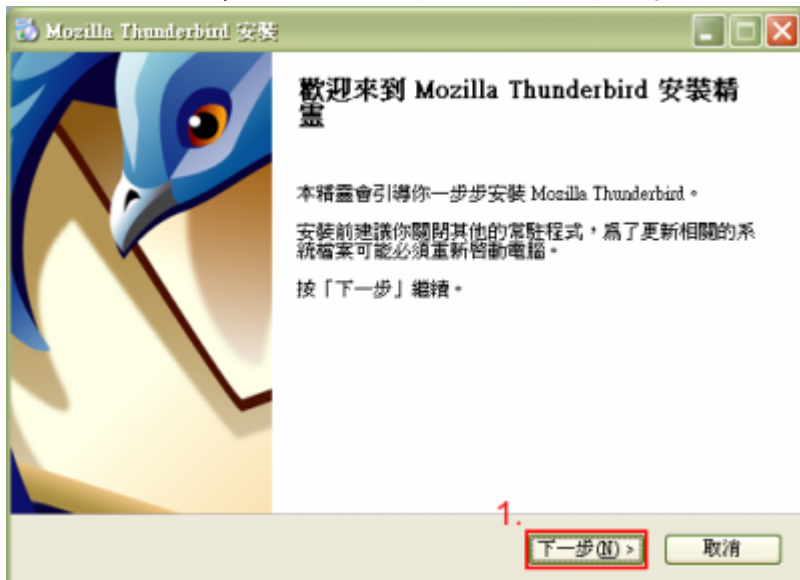 Mozilla Thunderbird 安裝
歡迎來到 Mozilla Thunderbird 安裝精
靈
本精靈會引導你一步步安裝 Mozilla Thunderbird。
安裝前建議你關閉其他的常駐程式，為了更新相關的系
統檔案可能必須重新啟動電腦。
按「下一步」繼續。
1.
下一步(N) >
取消